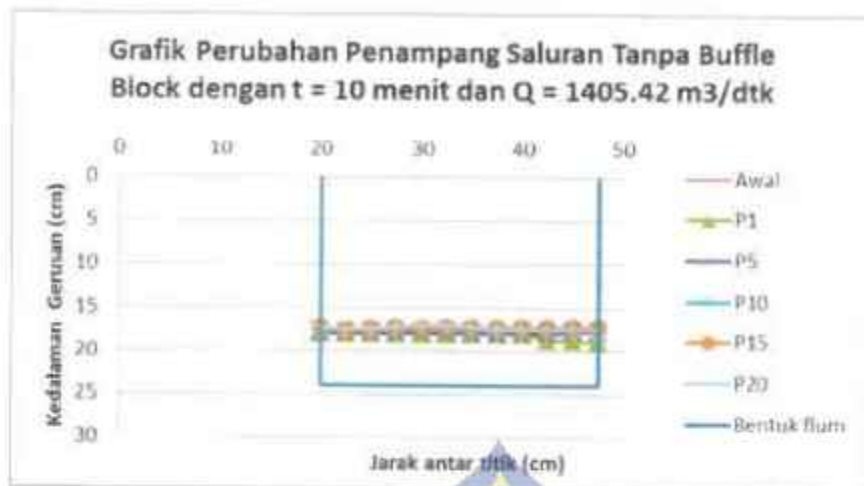 Grafik Perubahan Penampang Saluran Tanpa Buffle
Block dengan t = 10 menit dan Q = 1405.42 m3/dtk
0 10 20 30 40 50
0
5
10
15
20
25
30
Kedalaman Gerusan (cm)
Jarak antar titik (cm)
Awal
P1
P5
P10
P15
P20
Bentuk flum